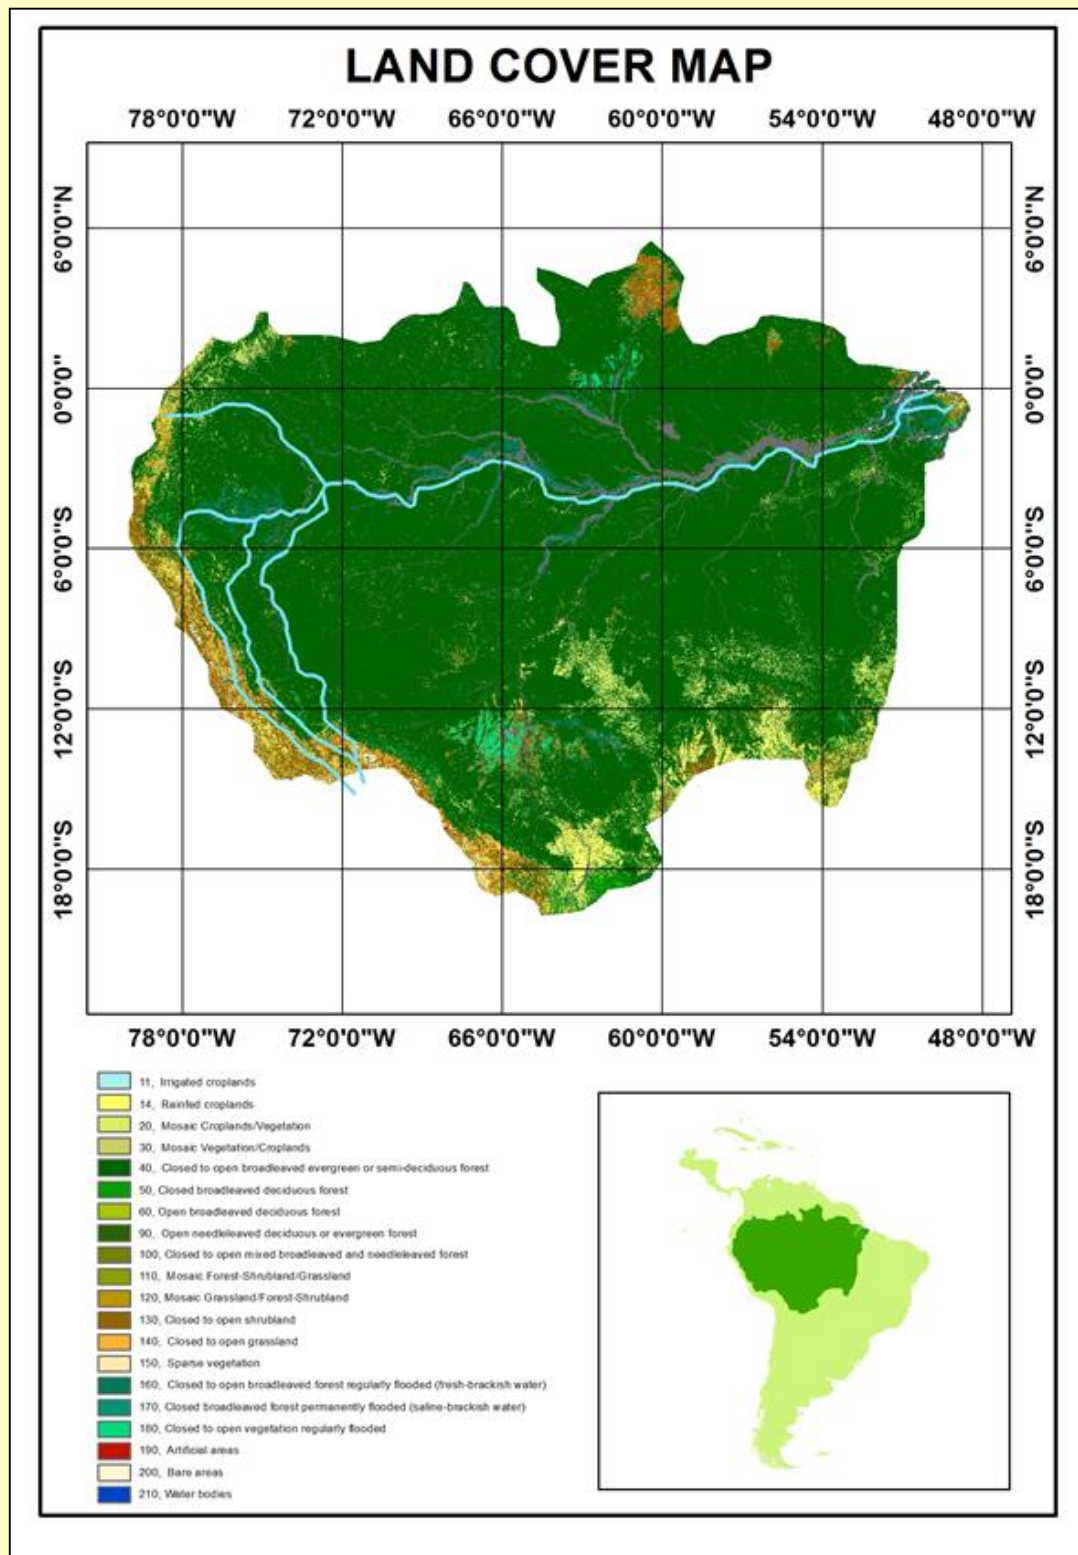 LAND COVER MAP
78°0'0"W 72°0'0"W 66°0'0"W 60°0'0"W 54°0'0"W 48°0'0"W
6°0'0"N 6°0'0"N
0°0'0" 0°0'0"
6°0'0"S 6°0'0"S
12°0'0"S 12°0'0"S
18°0'0"S 18°0'0"S
78°0'0"W 72°0'0"W 66°0'0"W 60°0'0"W 54°0'0"W 48°0'0"W
11, Irrigated croplands
14, Rainfed croplands
20, Mosaic Croplands/Vegetation
30, Mosaic Vegetation/Croplands
40, Closed to open broadleaved evergreen or semi-deciduous forest
50, Closed broadleaved deciduous forest
60, Open broadleaved deciduous forest
90, Open needleleaved deciduous or evergreen forest
100, Closed to open mixed broadleaved and needleleaved forest
110, Mosaic Forest-Shrubland/Grassland
120, Mosaic Grassland/Forest-Shrubland
130, Closed to open shrubland
140, Closed to open grassland
150, Sparse vegetation
160, Closed to open broadleaved forest regularly flooded (fresh-brackish water)
170, Closed broadleaved forest permanently flooded (saline-brackish water)
180, Closed to open vegetation regularly flooded
190, Artificial areas
200, Bare areas
210, Water bodies